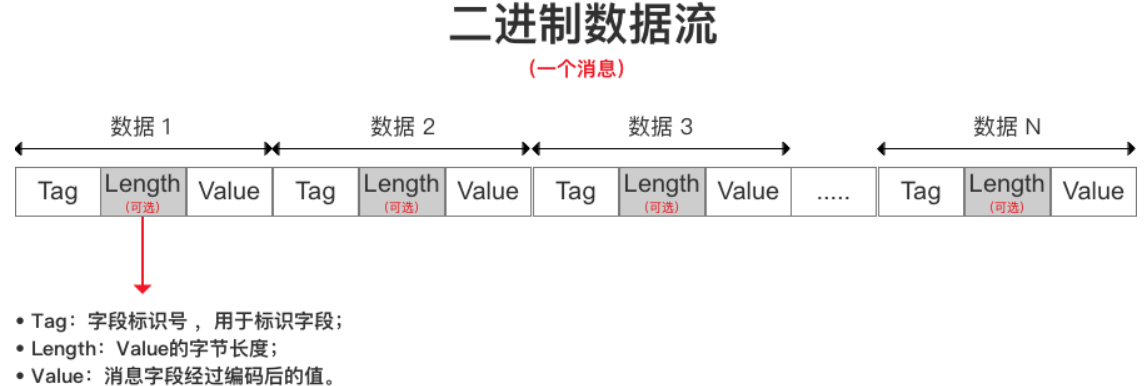 二进制数据流
（一个消息）
数据 1 数据 2 数据 3 数据 N
Tag Length Value Tag Length Value Tag Length Value ..... Tag Length Value
（可选） （可选） （可选） （可选）
• Tag：字段标识号 ，用于标识字段；
• Length：Value的字节长度；
• Value：消息字段经过编码后的值。